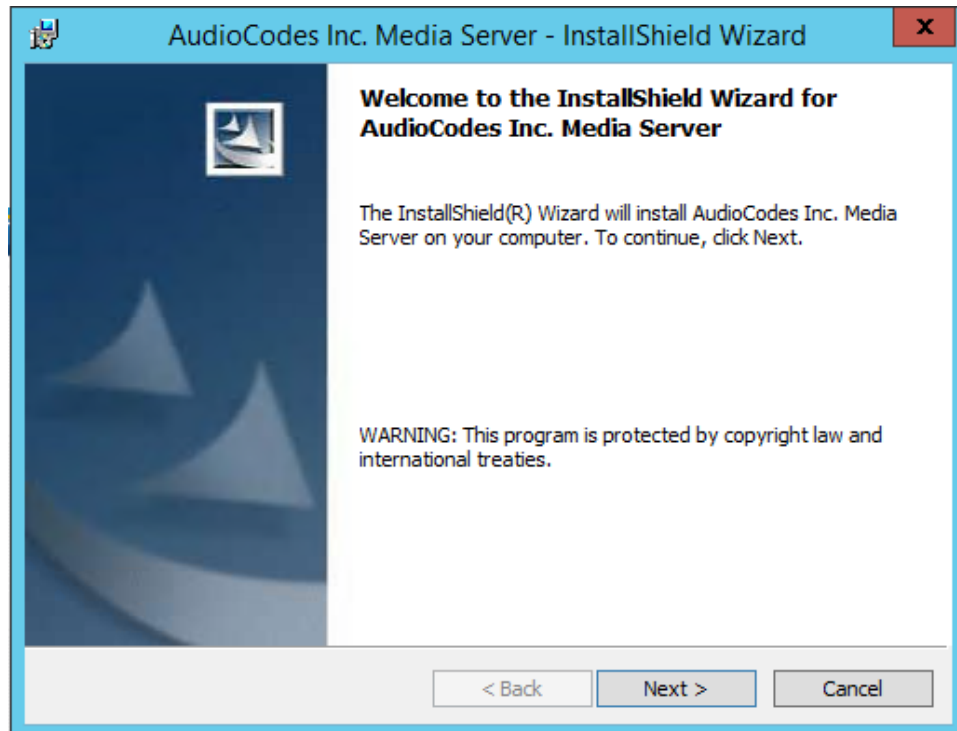 AudioCodes Inc. Media Server - InstallShield Wizard
x
Welcome to the InstallShield Wizard for
AudioCodes Inc. Media Server
The InstallShield(R) Wizard will install AudioCodes Inc. Media
Server on your computer. To continue, click Next.
WARNING: This program is protected by copyright law and
international treaties.
< Back
Next >
Cancel